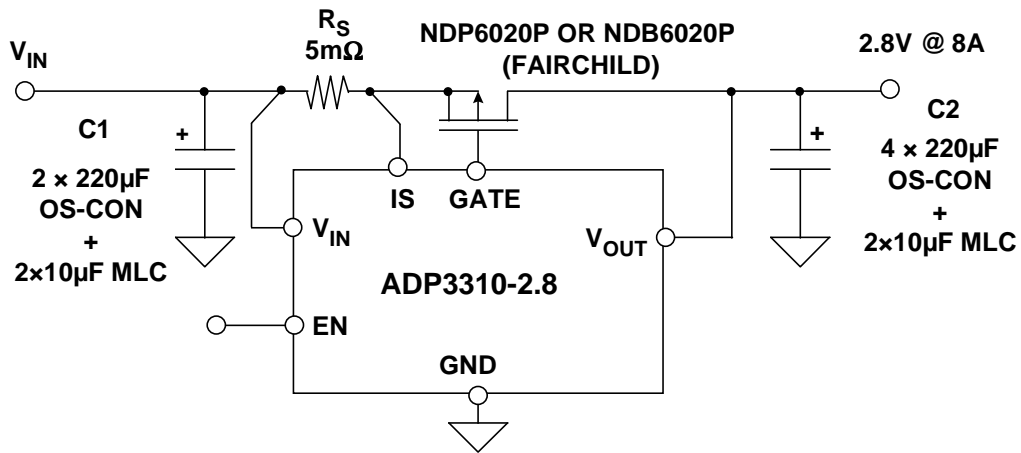 V_IN
R_S
5mΩ
NDP6020P OR NDB6020P
(FAIRCHILD)
2.8V @ 8A
C1
+
2 × 220µF
OS-CON
+
2×10µF MLC
+
C2
4 × 220µF
OS-CON
+
2×10µF MLC
IS
GATE
V_IN
V_OUT
ADP3310-2.8
EN
GND